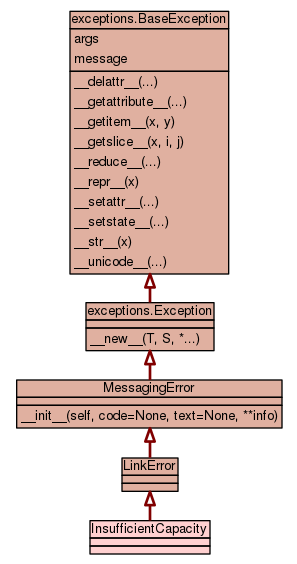 exceptions.BaseException
args
message
__delattr__(...)
__getattribute__(...)
__getitem__(x, y)
__getslice__(x, i, j)
__reduce__(...)
__repr__(x)
__setattr__(...)
__setstate__(...)
__str__(x)
__unicode__(...)
exceptions.Exception
__new__(T, S, *...)
MessagingError
__init__(self, code=None, text=None, **info)
LinkError
InsufficientCapacity